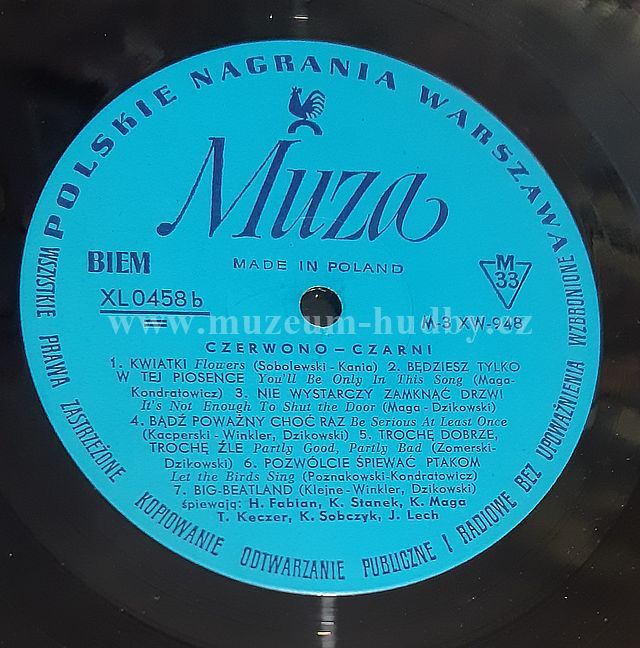 POLSKIE NAGRANIA WARSZAWA
Muza
BIEM
MADE IN POLAND
M
33
XL0458b
M-3 XW-948
www.muzeum-hudby.cz
CZERWONO – CZARNI
1. KWIATKI Flowers (Sobolewski - Kania) 2. BĘDZIESZ TYLKO
W TEJ PIOSENCE You'll Be Only In This Song (Maga-
Kondratowicz) 3. NIE WYSTARCZY ZAMKNĄĆ DRZWI
It's Not Enough To Shut the Door (Maga - Dzikowski)
4. BĄDŹ POWAŻNY CHOĆ RAZ Be Serious At Least Once
(Kacperski - Winkler, Dzikowski) 5. TROCHĘ DOBRZE,
TROCHĘ ŹLE Partly Good, Partly Bad (Zomerski-
Dzikowski) 6. POZWÓLCIE ŚPIEWAĆ PTAKOM
Let the Birds Sing (Poznakowski-Kondratowicz)
7. BIG-BEATLAND (Klejne - Winkler, Dzikowski)
śpiewają: H. Fabian, K. Stanek, K. Maga
T. Keczer, K. Sobczyk, J. Lech
WSZYSTKIE PRAWA ZASTRZEŻONE KOPIOWANIE ODTWARZANIE PUBLICZNE I RADIOWE BEZ UPOWAŻNIENIA WZBRONIONE